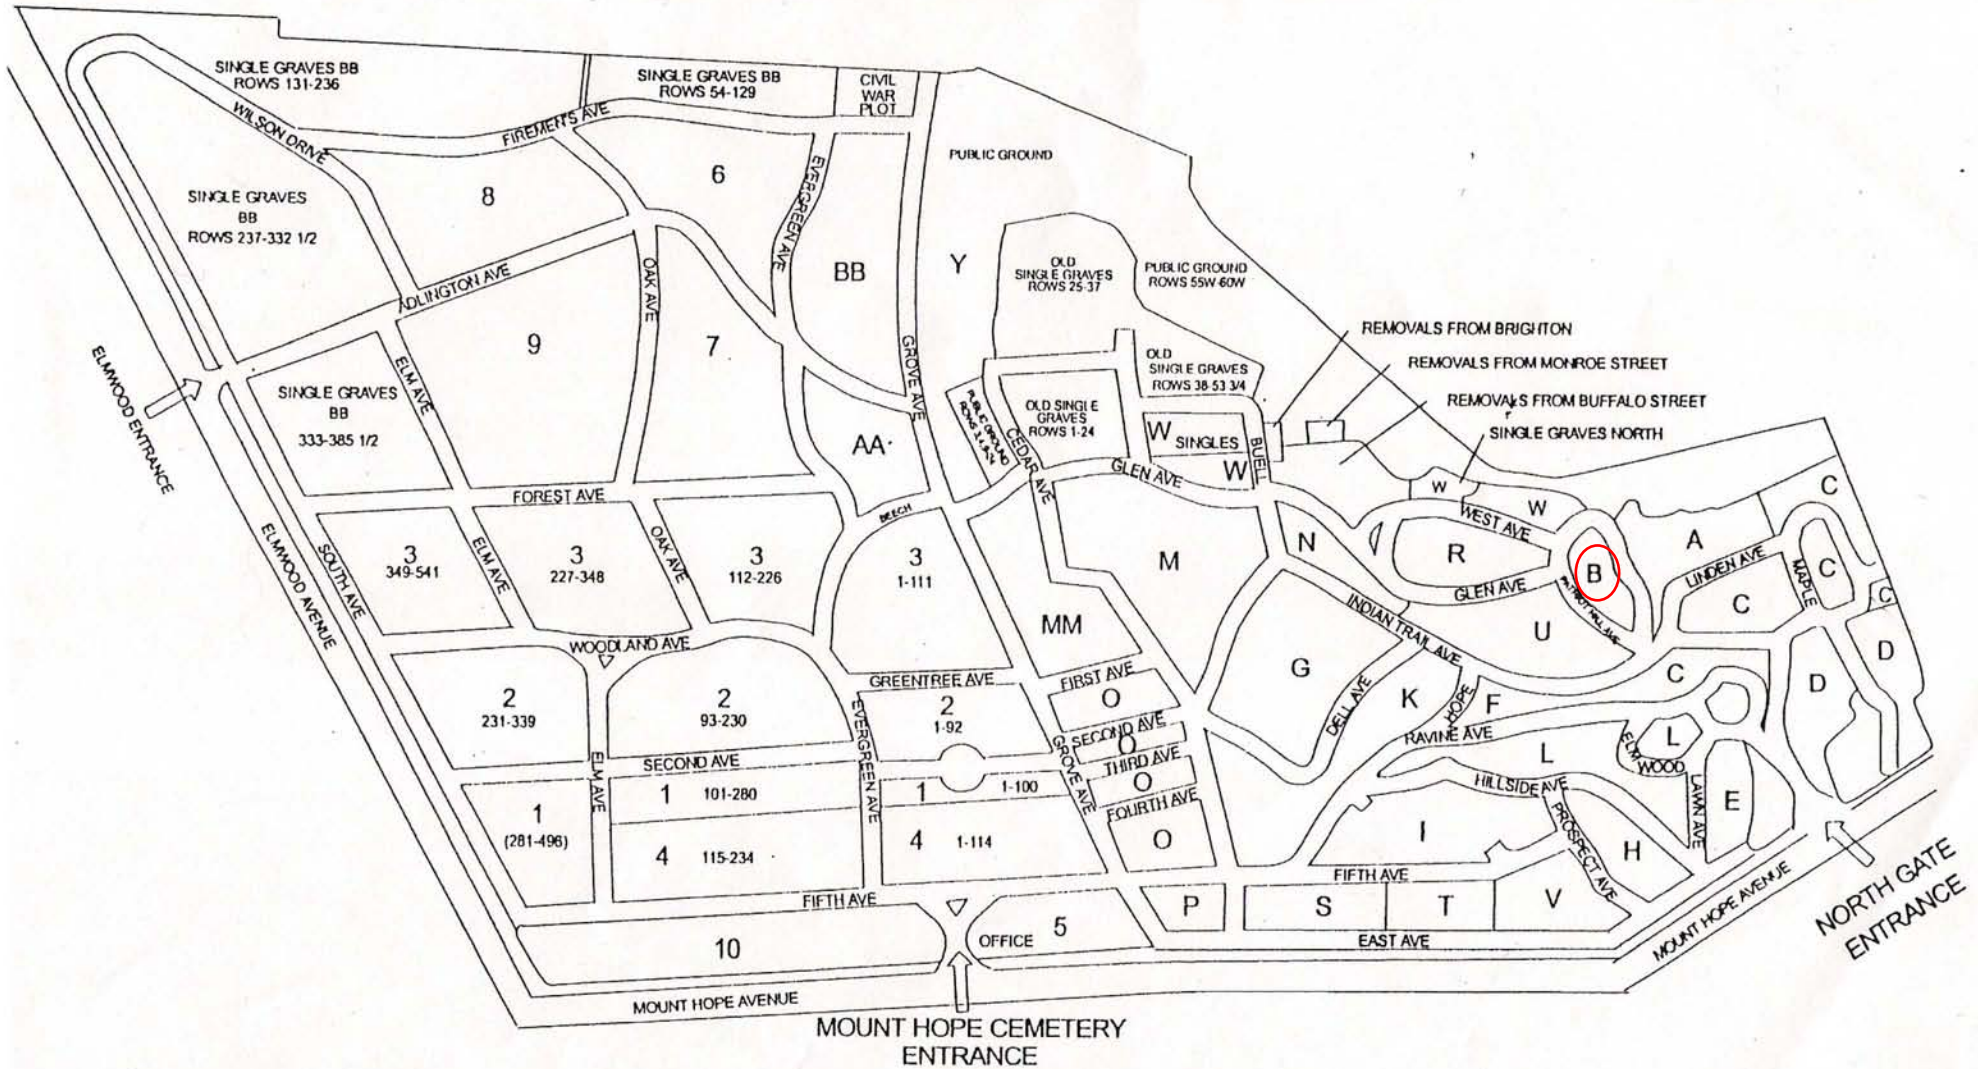 SINGLE GRAVES BB
ROWS 131-236
SINGLE GRAVES BB
ROWS 54-129
CIVIL
WAR
PLOT
WILSON DRIVE
FIREMEN'S AVE
PUBLIC GROUND
SINGLE GRAVES
BB
ROWS 237-332 1/2
8
6
EVERGREEN AVE
BB
Y
OLD
SINGLE GRAVES
ROWS 25-37
PUBLIC GROUND
ROWS 55W-60W
ADLINGTON AVE
OAK AVE
9
7
GROVE AVE
REMOVALS FROM BRIGHTON
REMOVALS FROM MONROE STREET
REMOVALS FROM BUFFALO STREET
SINGLE GRAVES NORTH
ELMWOOD ENTRANCE
ELM AVE
SINGLE GRAVES
BB
333-385 1/2
OLD
SINGLE GRAVES
ROWS 38-53 3/4
PUBLIC GROUND
OLD SINGLE
GRAVES
ROWS 1-24
CEDAR AVE
W
SINGLES
W
BUELL
GLEN AVE
AA
W
W
WEST AVE
C
FOREST AVE
BEECH
ELMWOOD AVENUE
SOUTH AVE
3
349-541
ELM AVE
3
227-348
OAK AVE
3
112-226
3
1-111
M
N
R
B
A
LINDEN AVE
MAPLE
C
C
C
GLEN AVE
PATRIOT HILL AVE
MM
INDIAN TRAIL AVE
U
WOODLAND AVE
GREENTREE AVE
FIRST AVE
G
DELL AVE
K
HOPE
F
C
D
D
2
231-339
2
93-230
EVERGREEN AVE
2
1-92
O
SECOND AVE
O
THIRD AVE
O
FOURTH AVE
O
GROVE AVE
RAVINE AVE
L
ELM
WOOD
L
SECOND AVE
ELM AVE
1
(281-496)
1 101-280
1 1-100
HILLSIDE AVE
LAWN AVE
E
4 115-234
4 1-114
I
PROSPECT AVE
H
FIFTH AVE
FIFTH AVE
P
S
T
V
10
OFFICE
5
EAST AVE
MOUNT HOPE AVENUE
NORTH GATE
ENTRANCE
MOUNT HOPE AVENUE
MOUNT HOPE CEMETERY
ENTRANCE